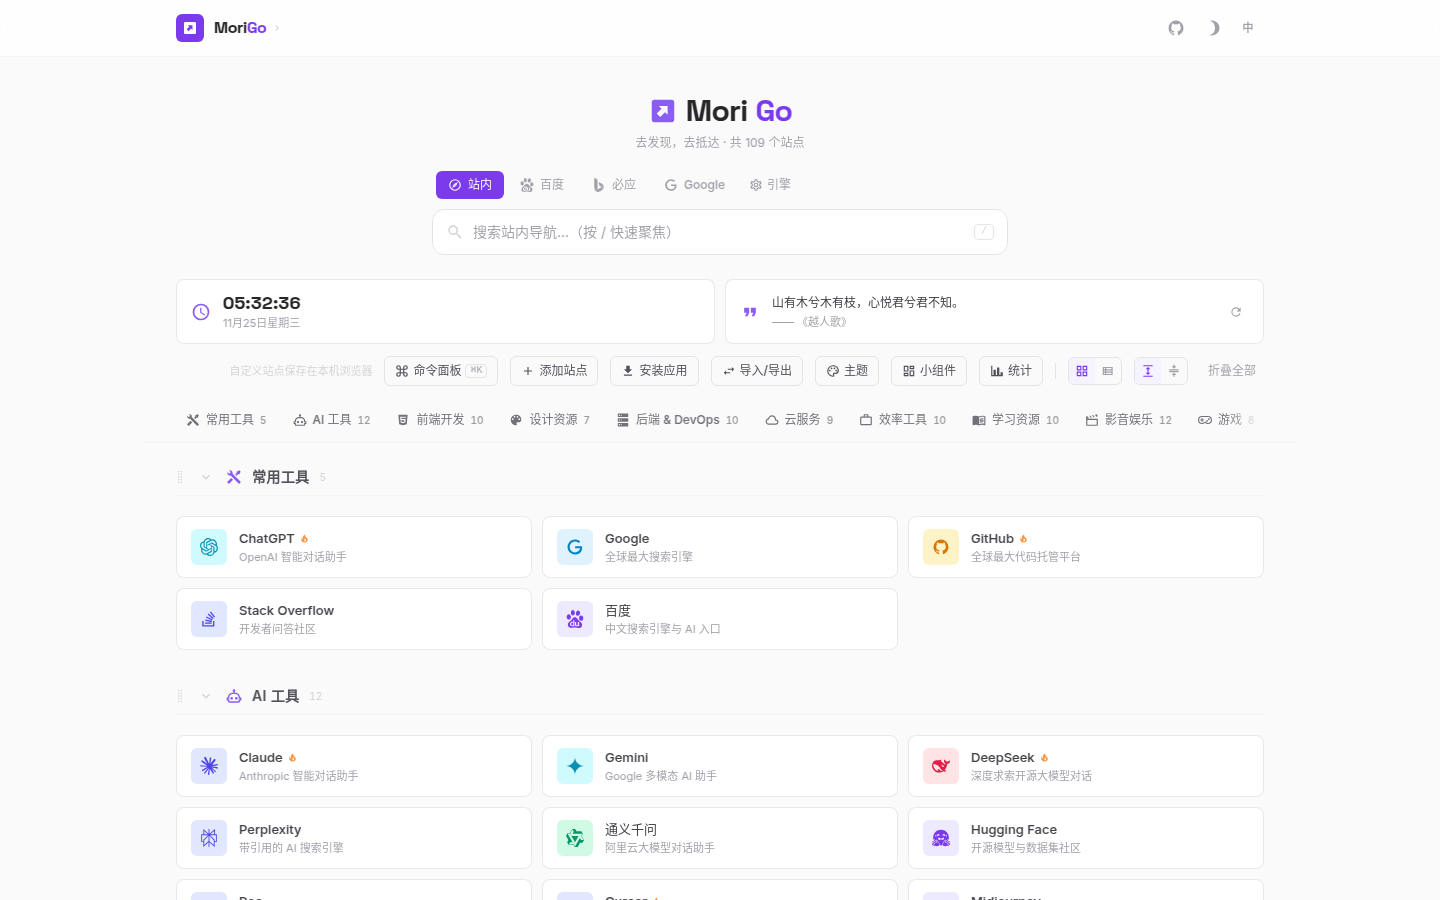 MoriGo
中
Mori Go
去发现，去抵达 · 共 109 个站点
站内 百度 必应 Google 引擎
搜索站内导航...（按 / 快速聚焦） /
05:32:36
11月25日星期三
山有木兮木有枝，心悦君兮君不知。
—— 《越人歌》
自定义站点保存在本机浏览器 命令面板 ⌘K 添加站点 安装应用 导入/导出 主题 小组件 统计 折叠全部
常用工具 5 AI 工具 12 前端开发 10 设计资源 7 后端 & DevOps 10 云服务 9 效率工具 10 学习资源 10 影音娱乐 12 游戏 8
常用工具 5
ChatGPT
OpenAI 智能对话助手
Google
全球最大搜索引擎
GitHub
全球最大代码托管平台
Stack Overflow
开发者问答社区
百度
中文搜索引擎与 AI 入口
AI 工具 12
Claude
Anthropic 智能对话助手
Gemini
Google 多模态 AI 助手
DeepSeek
深度求索开源大模型对话
Perplexity
带引用的 AI 搜索引擎
通义千问
阿里云大模型对话助手
Hugging Face
开源模型与数据集社区